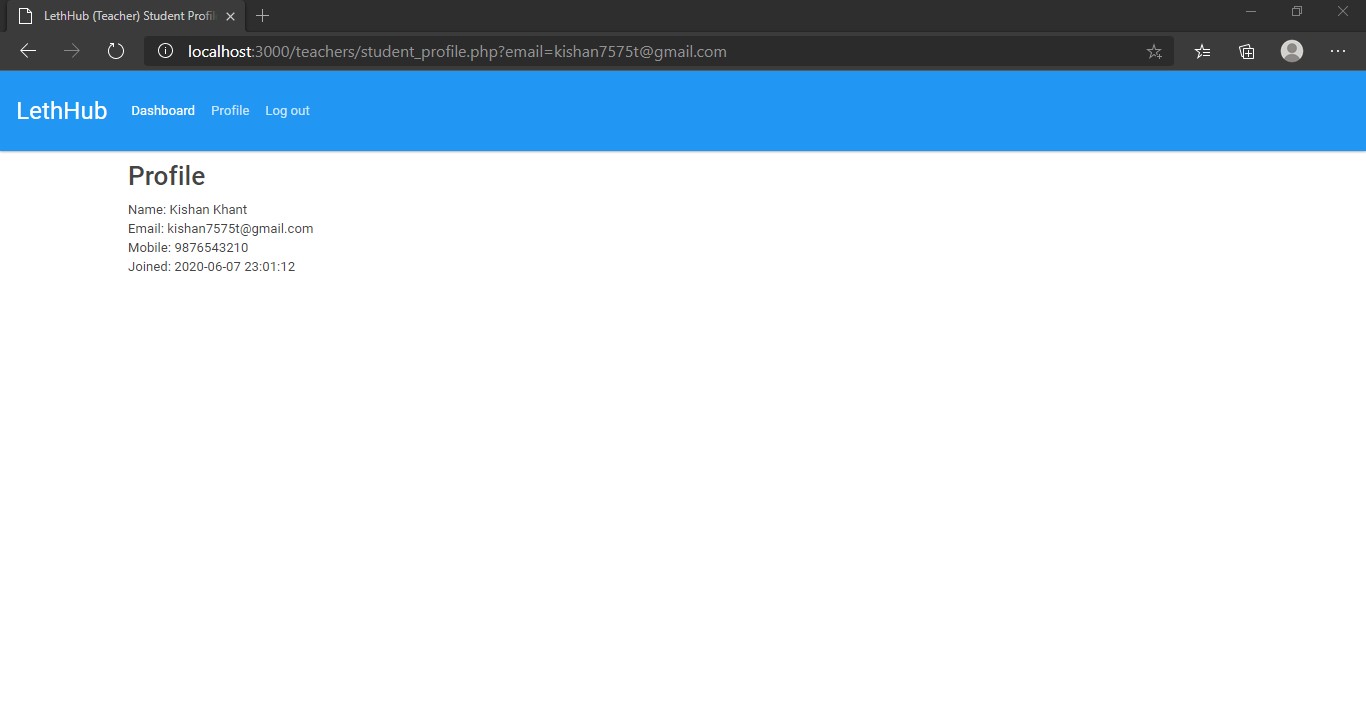 LethHub (Teacher) Student Profil
localhost:3000/teachers/student_profile.php?email=kishan7575t@gmail.com
LethHub Dashboard Profile Log out
Profile
Name: Kishan Khant
Email: kishan7575t@gmail.com
Mobile: 9876543210
Joined: 2020-06-07 23:01:12